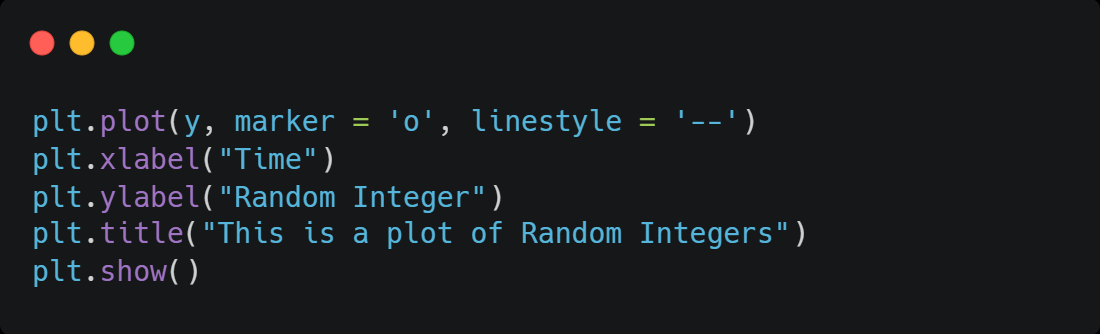 plt.plot(y, marker = 'o', linestyle = '--')
plt.xlabel("Time")
plt.ylabel("Random Integer")
plt.title("This is a plot of Random Integers")
plt.show()